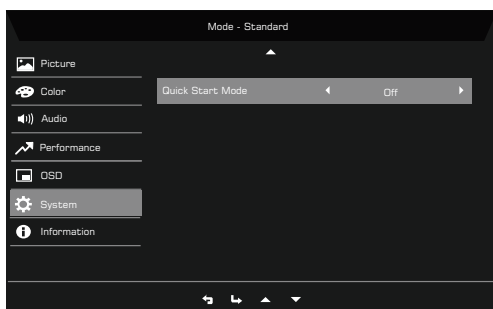 Mode - Standard
Picture
Color
Quick Start Mode Off
Audio
Performance
OSD
System
Information